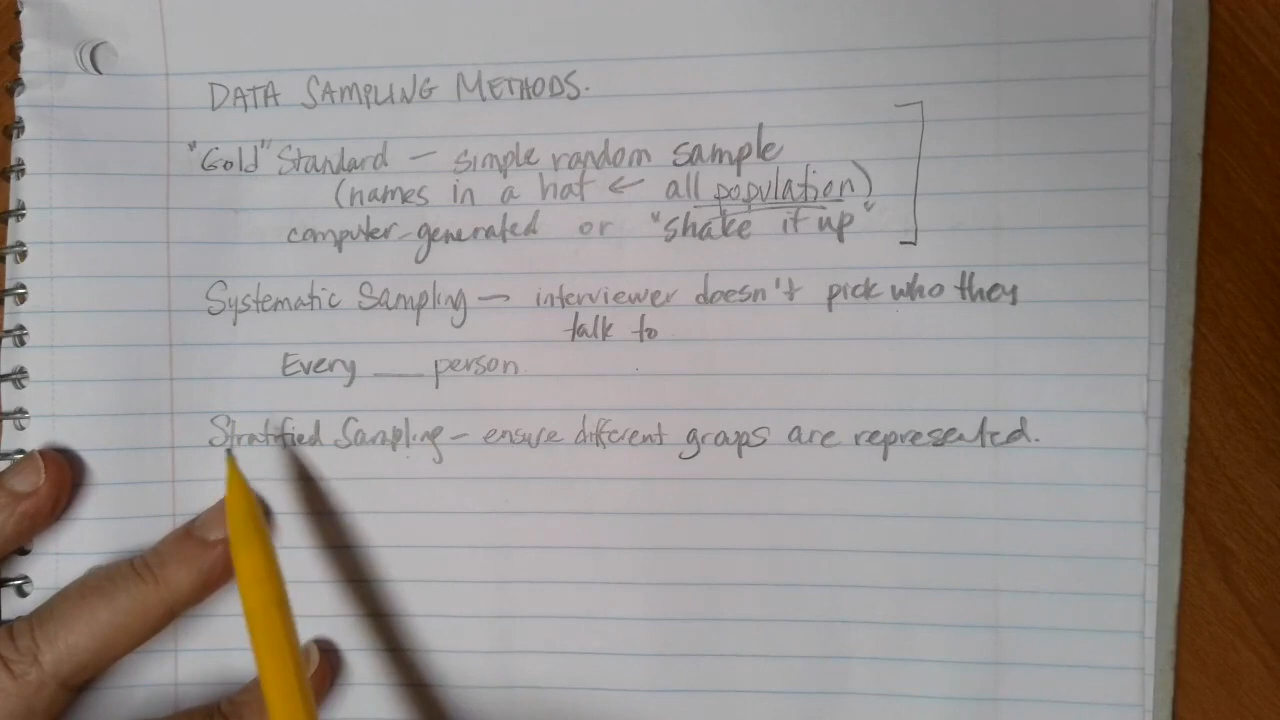 DATA SAMPLING METHODS.
"Gold" Standard – simple random sample
(names in a hat ← all population)
computer-generated or "shake it up"
Systematic Sampling – interviewer doesn't pick who they
talk to
Every ___ person
Stratified Sampling – ensure different groups are represented.